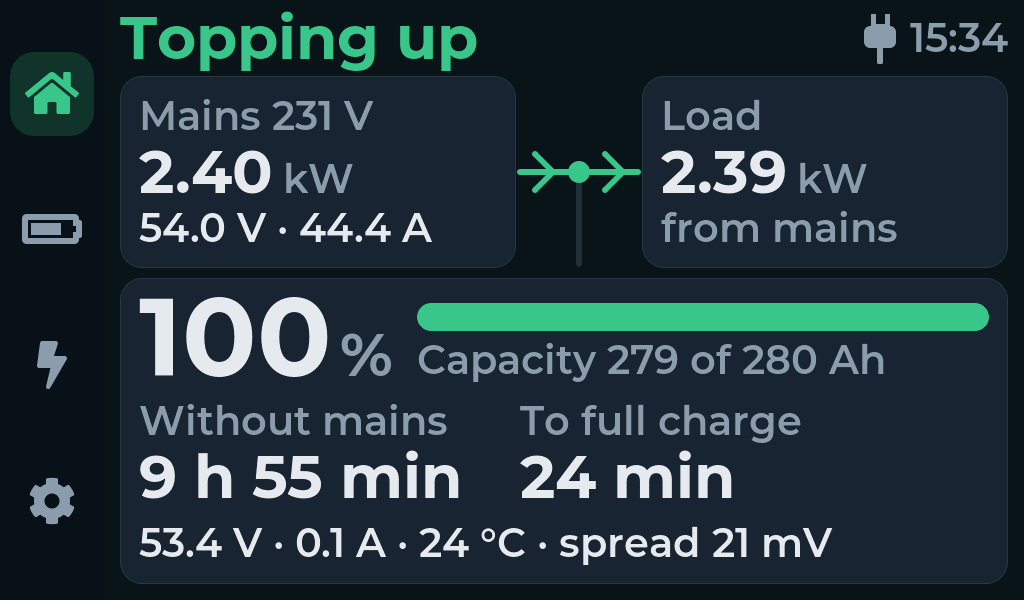 Topping up
15:34
Mains 231 V
2.40 kW
54.0 V · 44.4 A
Load
2.39 kW
from mains
100 %
Capacity 279 of 280 Ah
Without mains
9 h 55 min
To full charge
24 min
53.4 V · 0.1 A · 24 °C · spread 21 mV